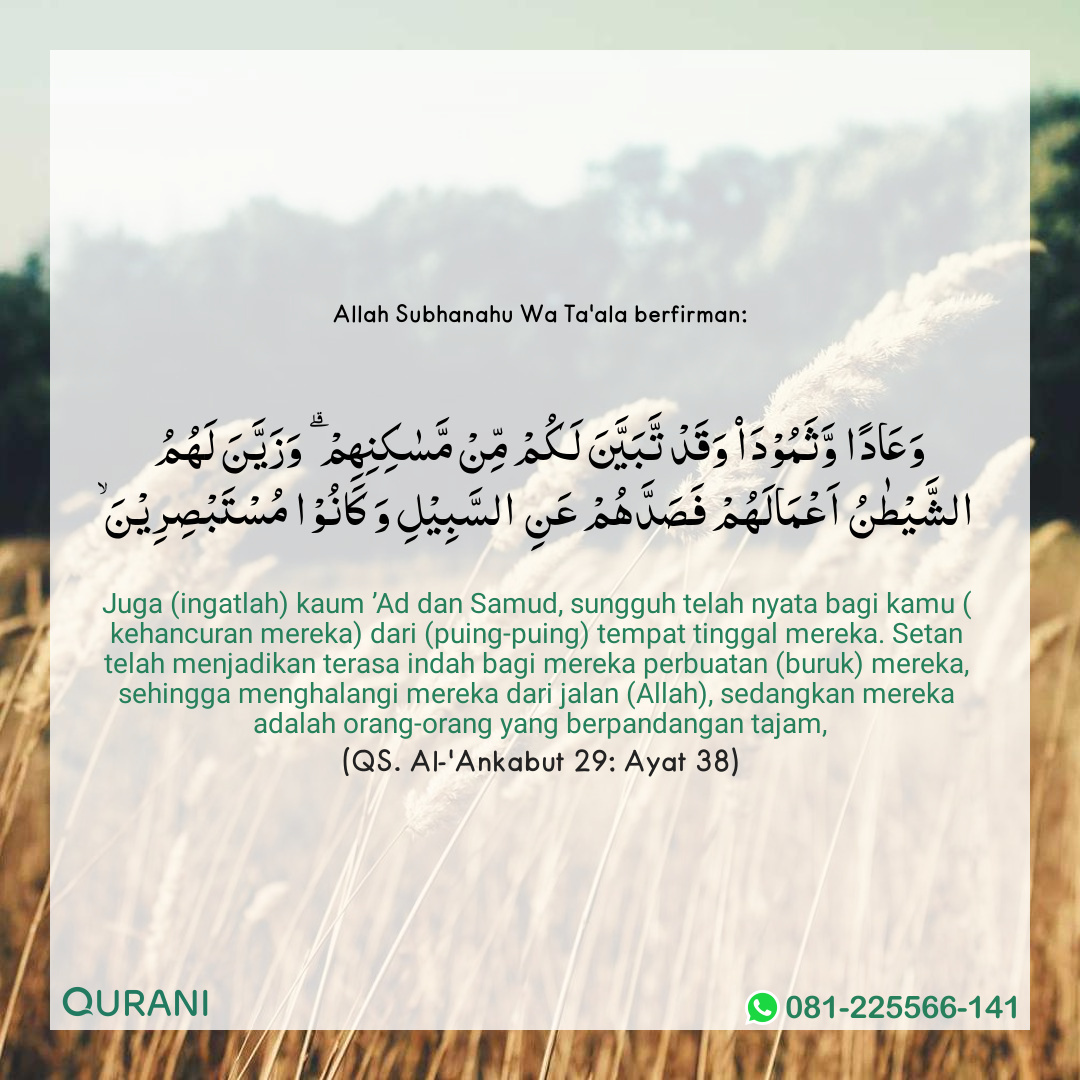 Allah Subhanahu Wa Ta'ala berfirman:
وَعَادًا وَّثَمُوْدَا۟ وَقَدْ تَّبَيَّنَ لَكُمْ مِّنْ مَّسٰكِنِهِمْۗ وَزَيَّنَ لَهُمُ
الشَّيْطٰنُ اَعْمَالَهُمْ فَصَدَّهُمْ عَنِ السَّبِيْلِ وَكَانُوْا مُسْتَبْصِرِيْنَۙ
Juga (ingatlah) kaum ’Ad dan Samud, sungguh telah nyata bagi kamu (
kehancuran mereka) dari (puing-puing) tempat tinggal mereka. Setan
telah menjadikan terasa indah bagi mereka perbuatan (buruk) mereka,
sehingga menghalangi mereka dari jalan (Allah), sedangkan mereka
adalah orang-orang yang berpandangan tajam,
(QS. Al-'Ankabut 29: Ayat 38)
QURANI
081-225566-141